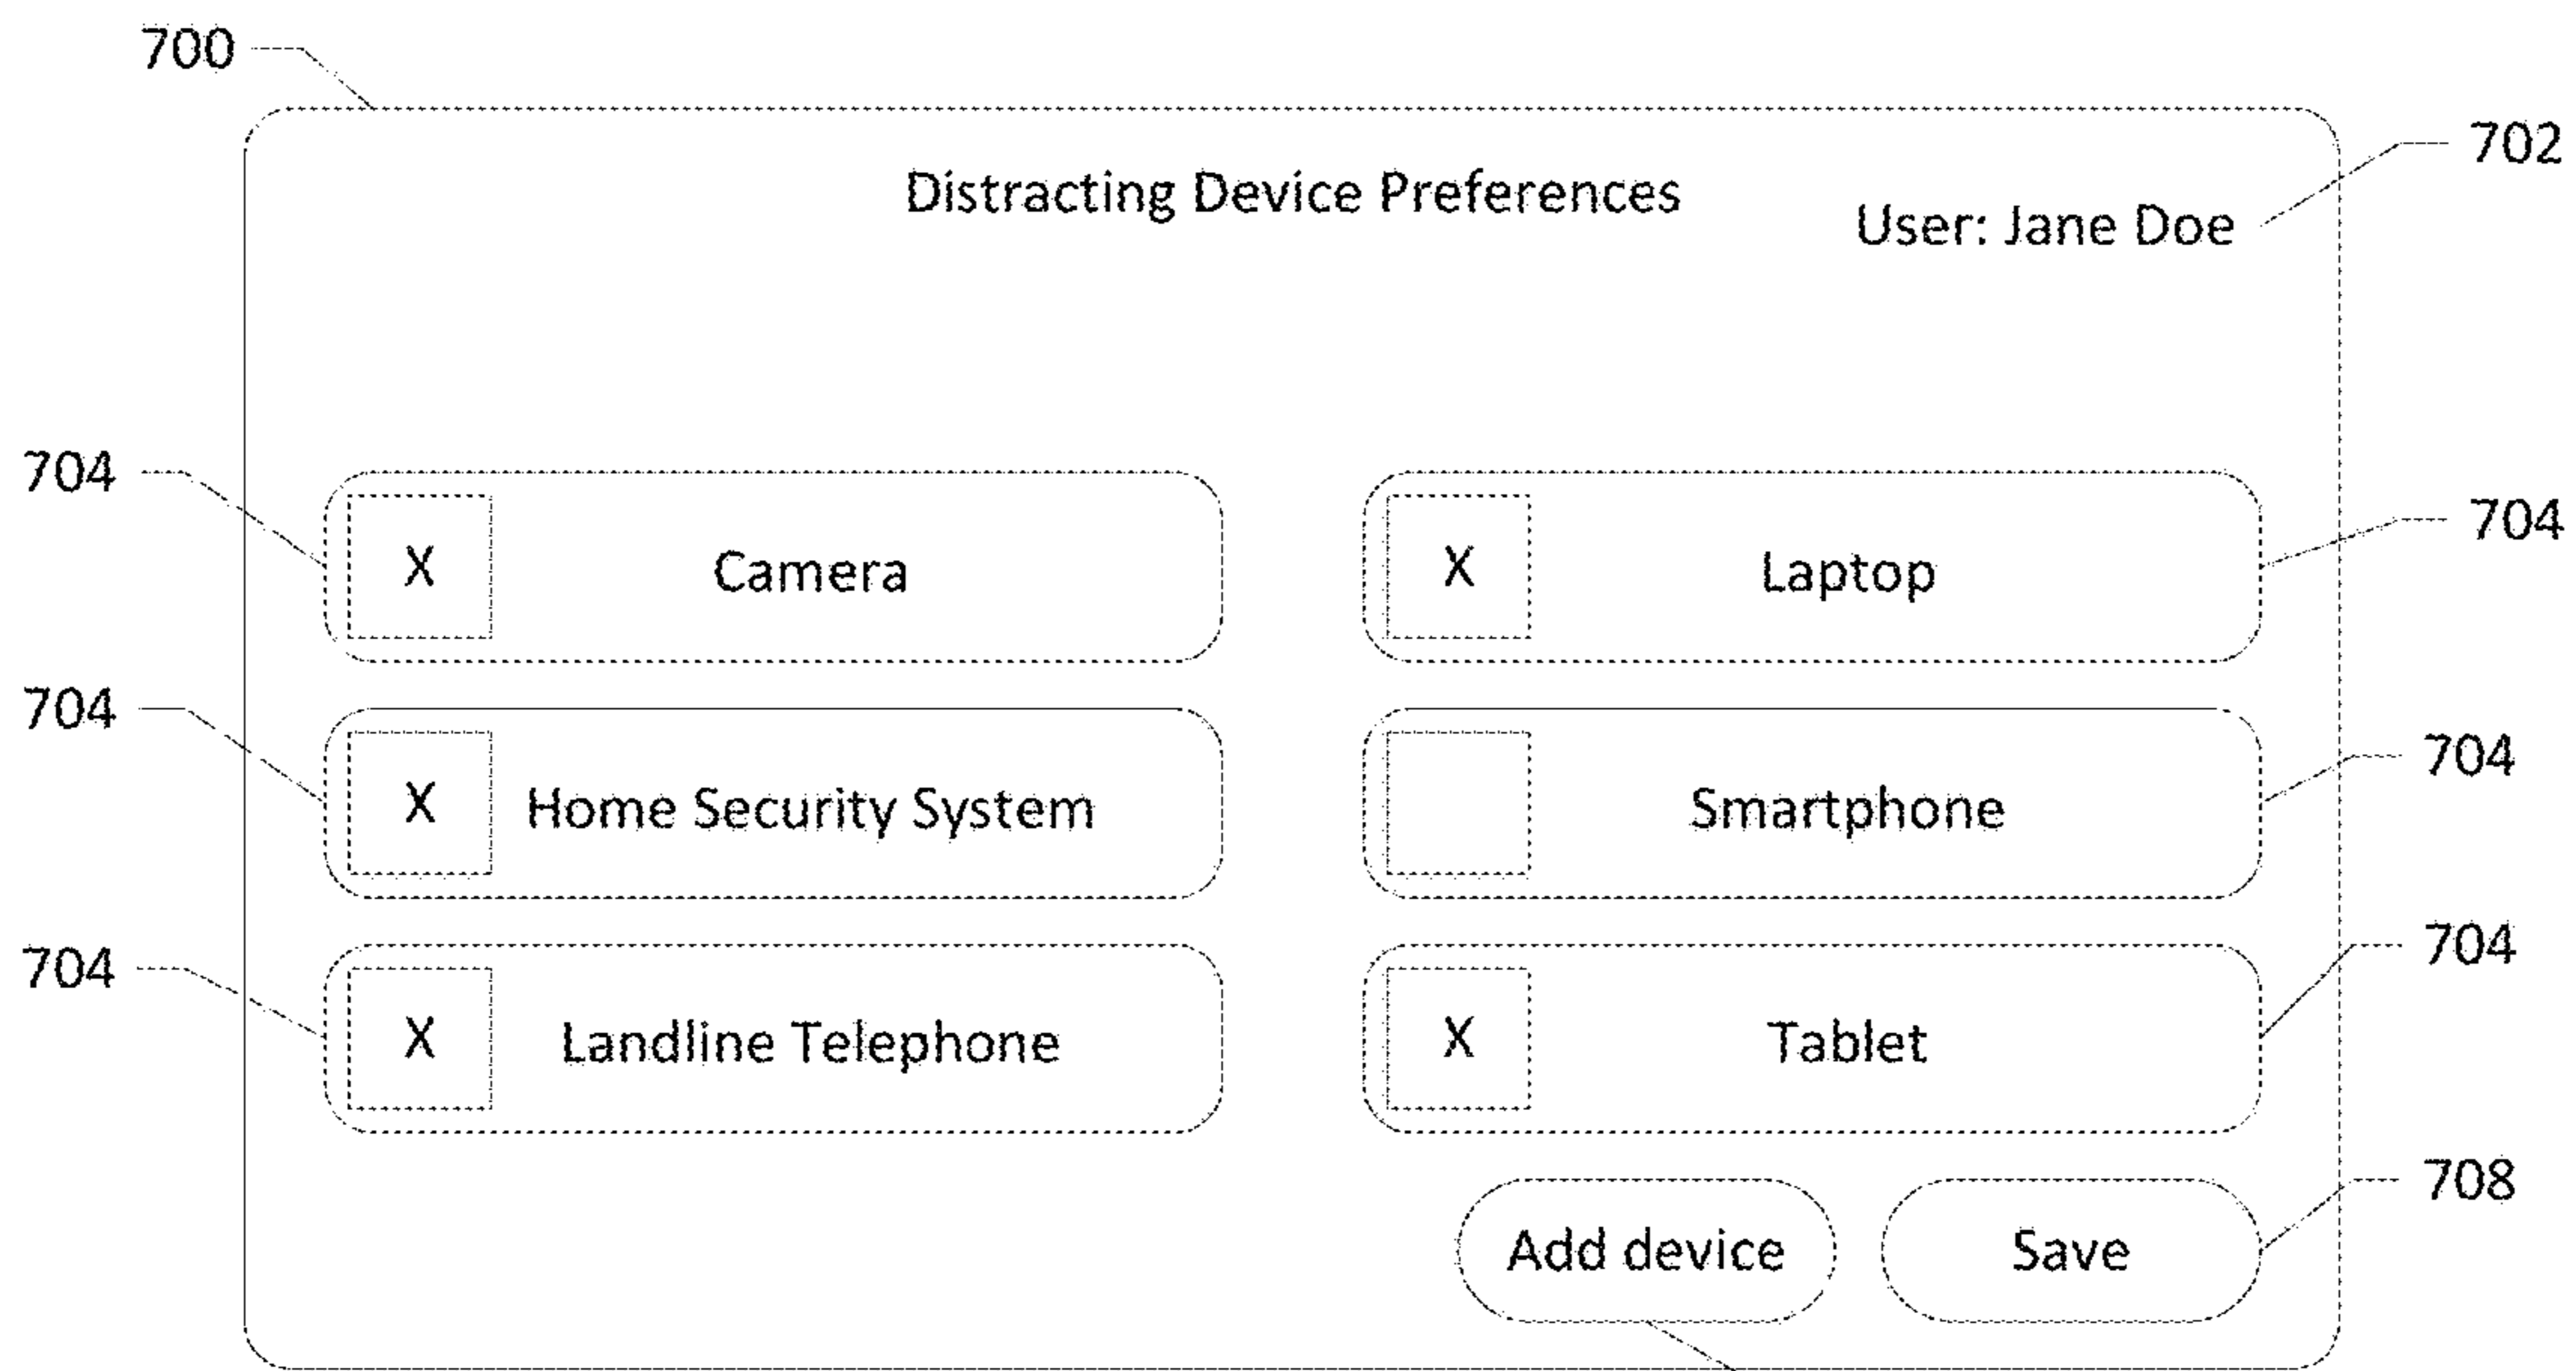 700
702
Distracting Device Preferences
User: Jane Doe
704
X Camera
X Laptop
704
704
X Home Security System
Smartphone
704
704
X Landline Telephone
X Tablet
704
708
Add device
Save